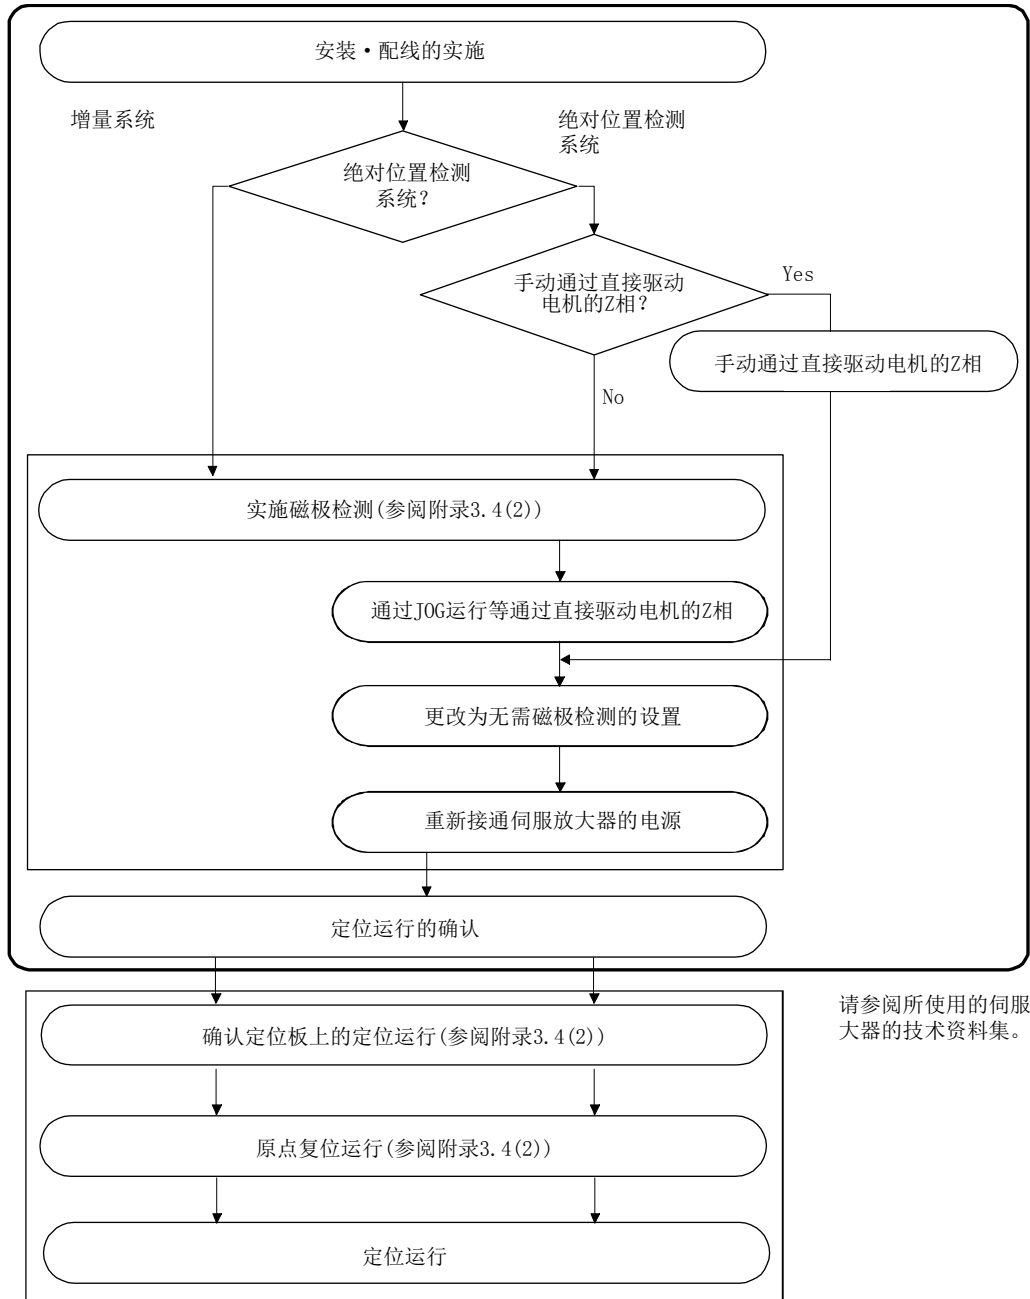 安装·配线的实施
增量系统
绝对位置检测
系统
绝对位置检测
系统?
手动通过直接驱动
电机的Z相?
Yes
手动通过直接驱动电机的Z相
No
实施磁极检测(参阅附录3.4(2))
通过JOG运行等通过直接驱动电机的Z相
更改为无需磁极检测的设置
重新接通伺服放大器的电源
定位运行的确认
请参阅所使用的伺服
大器的技术资料集。
确认定位板上的定位运行(参阅附录3.4(2))
原点复位运行(参阅附录3.4(2))
定位运行